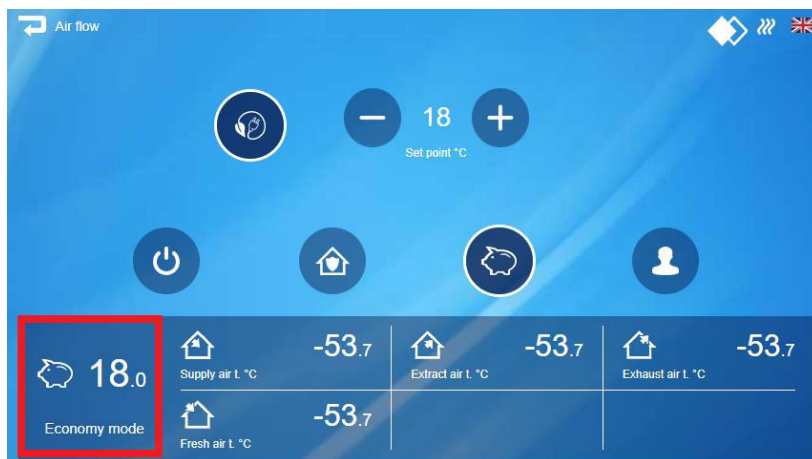 Air flow
18
Set point °C
18.0
Economy mode
-53.7
Supply air t. °C
-53.7
Extract air t. °C
-53.7
Exhaust air t. °C
-53.7
Fresh air t. °C